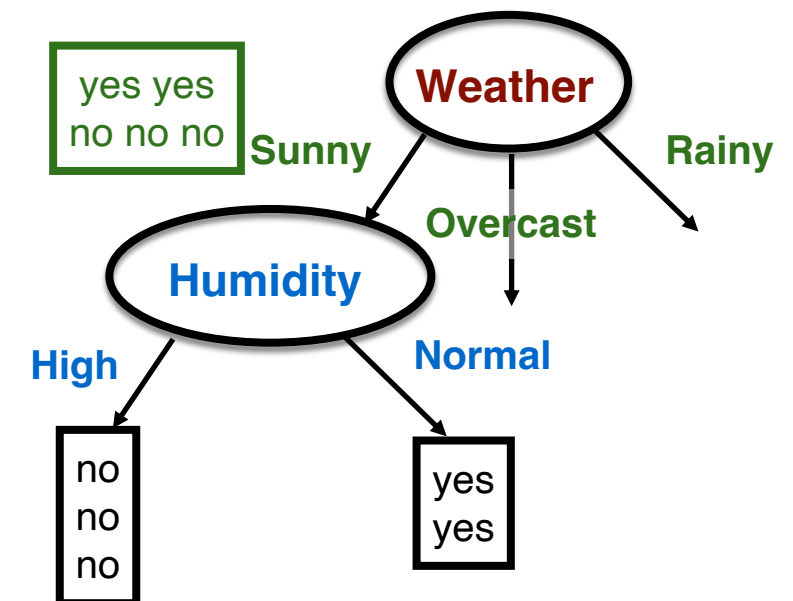 Weather
yes yes
no no no
Sunny
Rainy
Overcast
Humidity
High
Normal
no
no
no
yes
yes